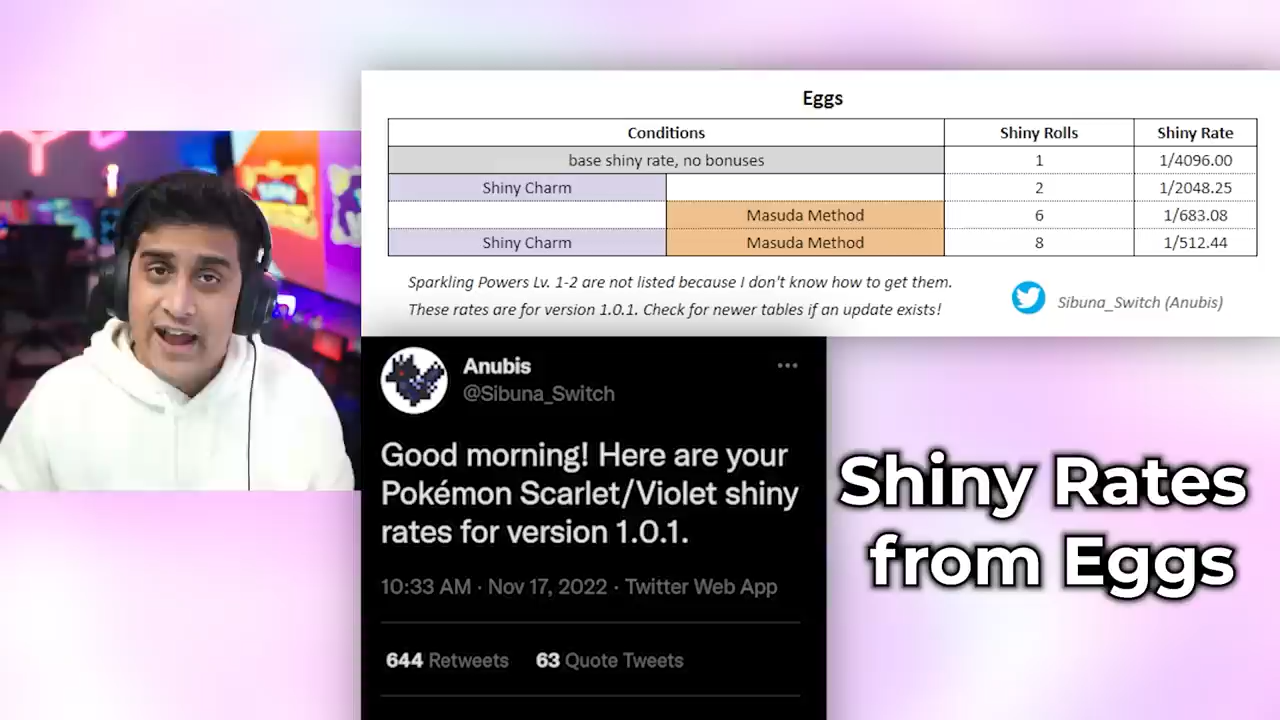 Eggs
Conditions Shiny Rolls Shiny Rate
base shiny rate, no bonuses 1 1/4096.00
Shiny Charm 2 1/2048.25
Masuda Method 6 1/683.08
Shiny Charm Masuda Method 8 1/512.44
Sparkling Powers Lv. 1-2 are not listed because I don't know how to get them.
These rates are for version 1.0.1. Check for newer tables if an update exists!
Sibuna_Switch (Anubis)
Anubis
@Sibuna_Switch
Good morning! Here are your
Pokémon Scarlet/Violet shiny
rates for version 1.0.1.
10:33 AM · Nov 17, 2022 · Twitter Web App
644 Retweets 63 Quote Tweets
Shiny Rates
from Eggs